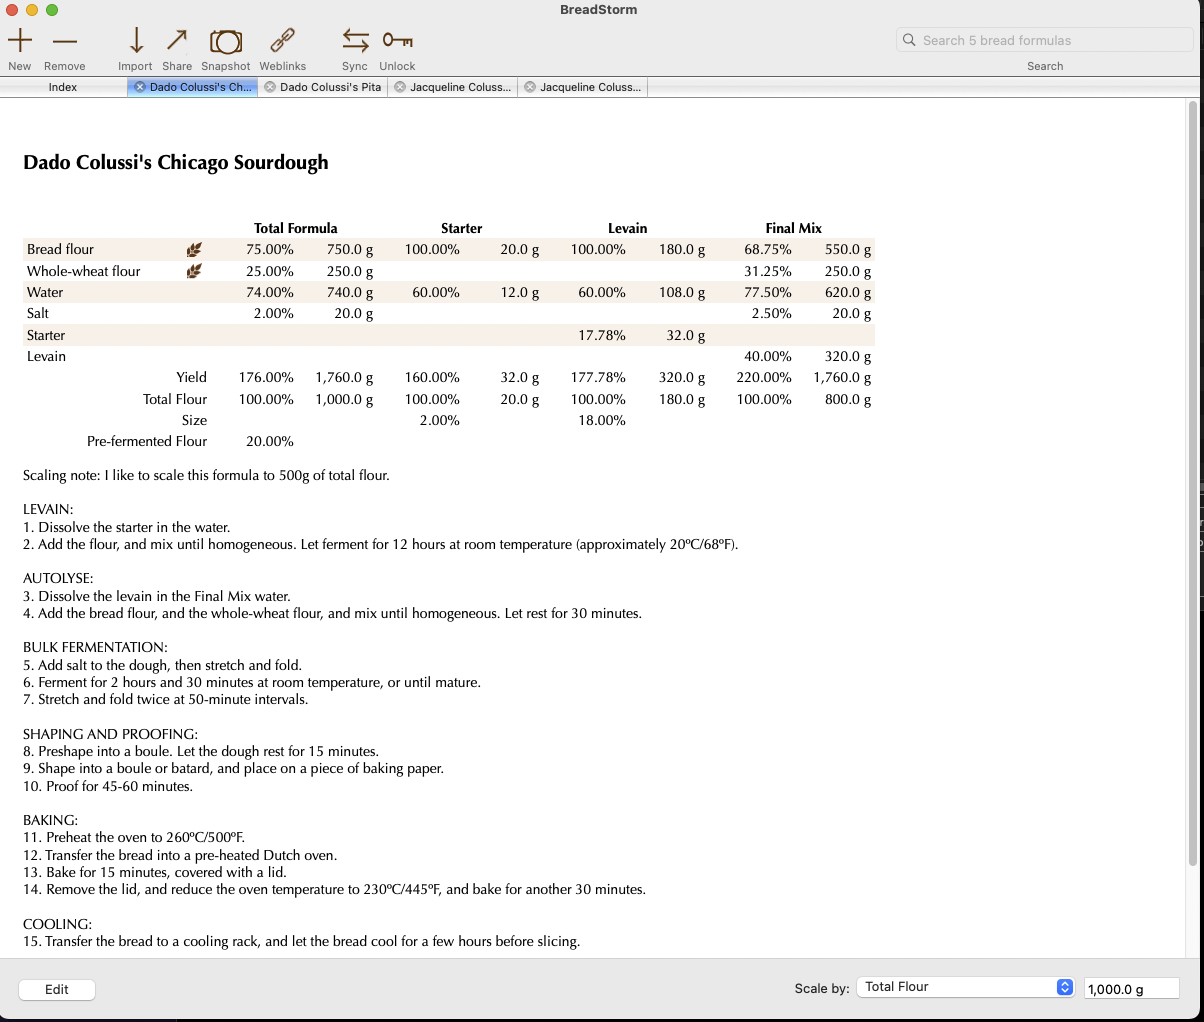 BreadStorm
New Remove Import Share Snapshot Weblinks Sync Unlock
Search 5 bread formulas
Search
Index Dado Colussi's Ch... Dado Colussi's Pita Jacqueline Coluss... Jacqueline Coluss...
Dado Colussi's Chicago Sourdough
Total Formula Starter Levain Final Mix
Bread flour 75.00% 750.0 g 100.00% 20.0 g 100.00% 180.0 g 68.75% 550.0 g
Whole-wheat flour 25.00% 250.0 g 31.25% 250.0 g
Water 74.00% 740.0 g 60.00% 12.0 g 60.00% 108.0 g 77.50% 620.0 g
Salt 2.00% 20.0 g 2.50% 20.0 g
Starter 17.78% 32.0 g
Levain 40.00% 320.0 g
Yield 176.00% 1,760.0 g 160.00% 32.0 g 177.78% 320.0 g 220.00% 1,760.0 g
Total Flour 100.00% 1,000.0 g 100.00% 20.0 g 100.00% 180.0 g 100.00% 800.0 g
Size 2.00% 18.00%
Pre-fermented Flour 20.00%
Scaling note: I like to scale this formula to 500g of total flour.
LEVAIN:
1. Dissolve the starter in the water.
2. Add the flour, and mix until homogeneous. Let ferment for 12 hours at room temperature (approximately 20ºC/68ºF).
AUTOLYSE:
3. Dissolve the levain in the Final Mix water.
4. Add the bread flour, and the whole-wheat flour, and mix until homogeneous. Let rest for 30 minutes.
BULK FERMENTATION:
5. Add salt to the dough, then stretch and fold.
6. Ferment for 2 hours and 30 minutes at room temperature, or until mature.
7. Stretch and fold twice at 50-minute intervals.
SHAPING AND PROOFING:
8. Preshape into a boule. Let the dough rest for 15 minutes.
9. Shape into a boule or batard, and place on a piece of baking paper.
10. Proof for 45-60 minutes.
BAKING:
11. Preheat the oven to 260ºC/500ºF.
12. Transfer the bread into a pre-heated Dutch oven.
13. Bake for 15 minutes, covered with a lid.
14. Remove the lid, and reduce the oven temperature to 230ºC/445ºF, and bake for another 30 minutes.
COOLING:
15. Transfer the bread to a cooling rack, and let the bread cool for a few hours before slicing.
Edit Scale by: Total Flour 1,000.0 g